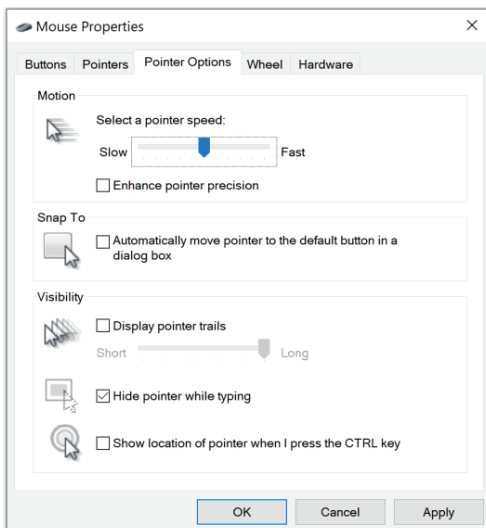 Mouse Properties
Buttons Pointers Pointer Options Wheel Hardware
Motion
Select a pointer speed:
Slow Fast
Enhance pointer precision
Snap To
Automatically move pointer to the default button in a
dialog box
Visibility
Display pointer trails
Short Long
Hide pointer while typing
Show location of pointer when I press the CTRL key
OK Cancel Apply